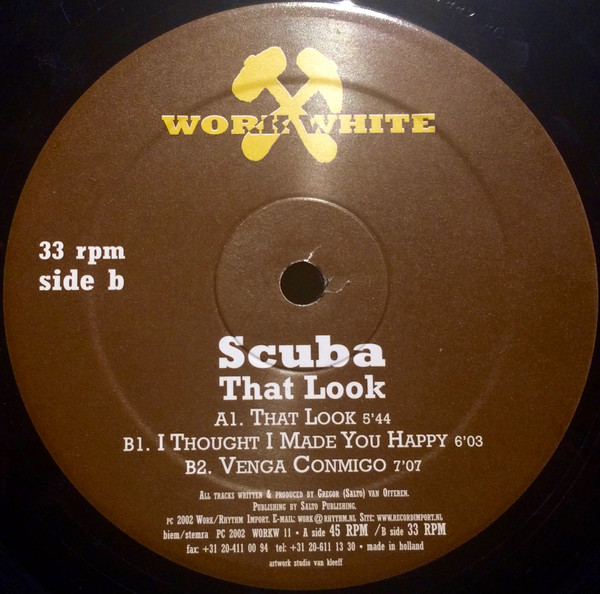 WORK WHITE
33 rpm
side b
Scuba
That Look
A1. That Look 5'44
B1. I Thought I Made You Happy 6'03
B2. Venga Conmigo 7'07
All tracks written & produced by Gregor (Salto) van Offeren.
Publishing by Salto Publishing.
pc 2002 Work/Rhythm Import. E-mail: work@rhythm.nl Site: www.recordimport.nl
biem/stemra PC 2002 WORKW 11 • A side 45 RPM /B side 33 RPM
fax: +31 20-411 00 94 tel: +31 20-611 13 30 • made in holland
artwork studio van kleeff